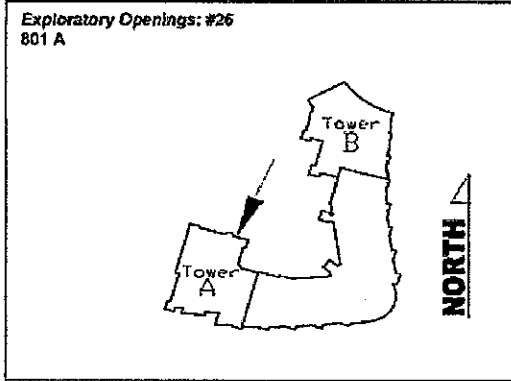 Exploratory Openings: #26
801 A
Tower
B
Tower
A
NORTH